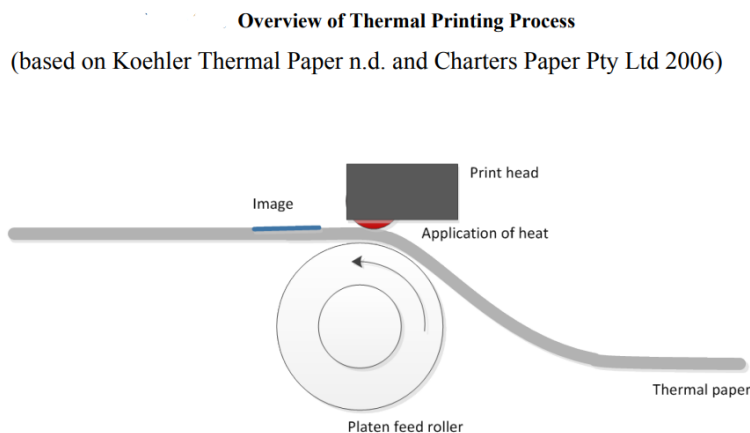 Overview of Thermal Printing Process
(based on Koehler Thermal Paper n.d. and Charters Paper Pty Ltd 2006)
Print head
Image
Application of heat
Thermal paper
Platen feed roller